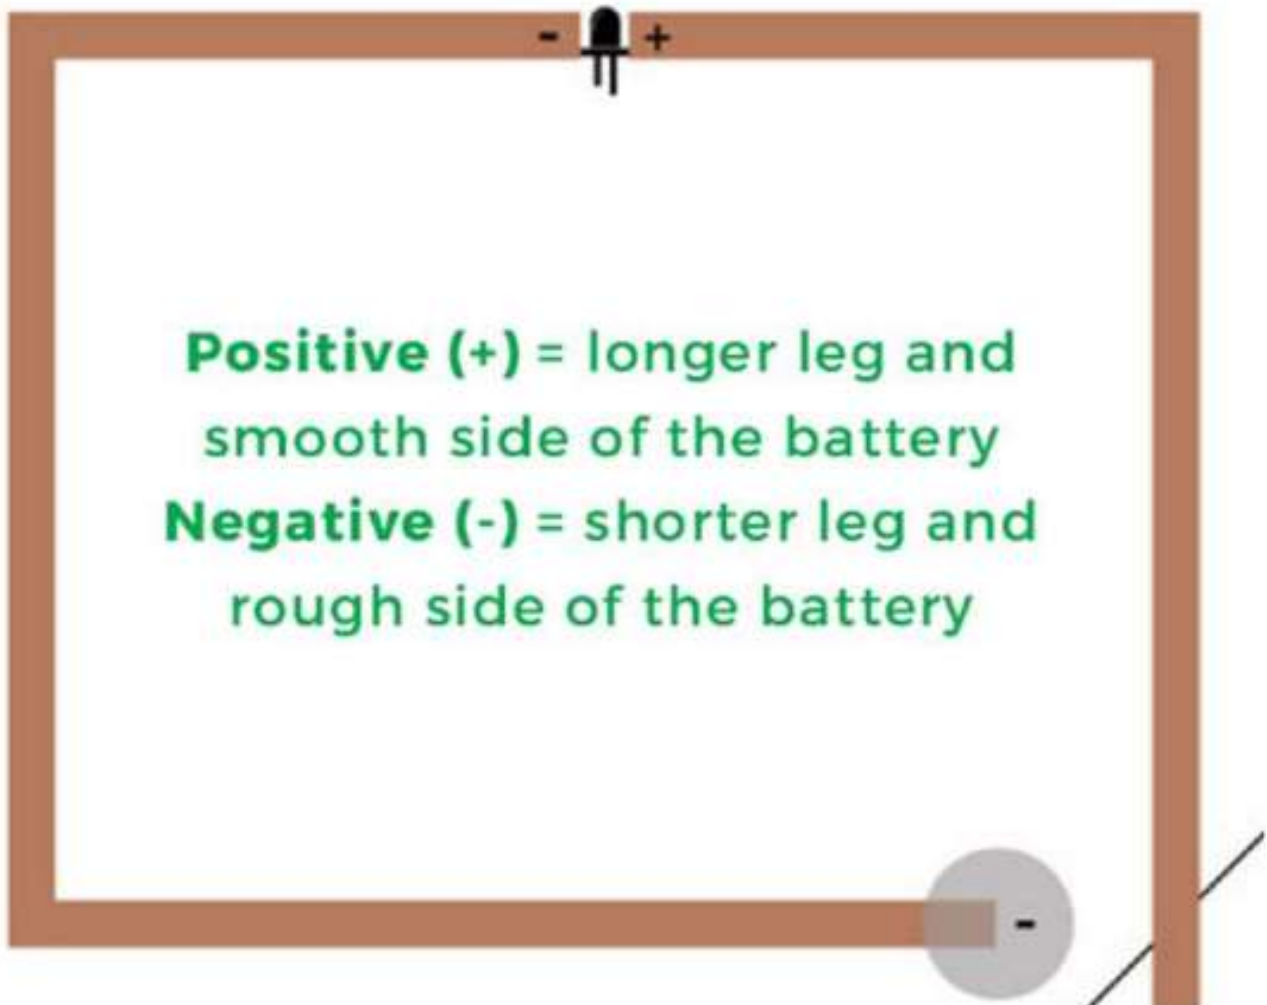 - +
Positive (+) = longer leg and
smooth side of the battery
Negative (-) = shorter leg and
rough side of the battery
-